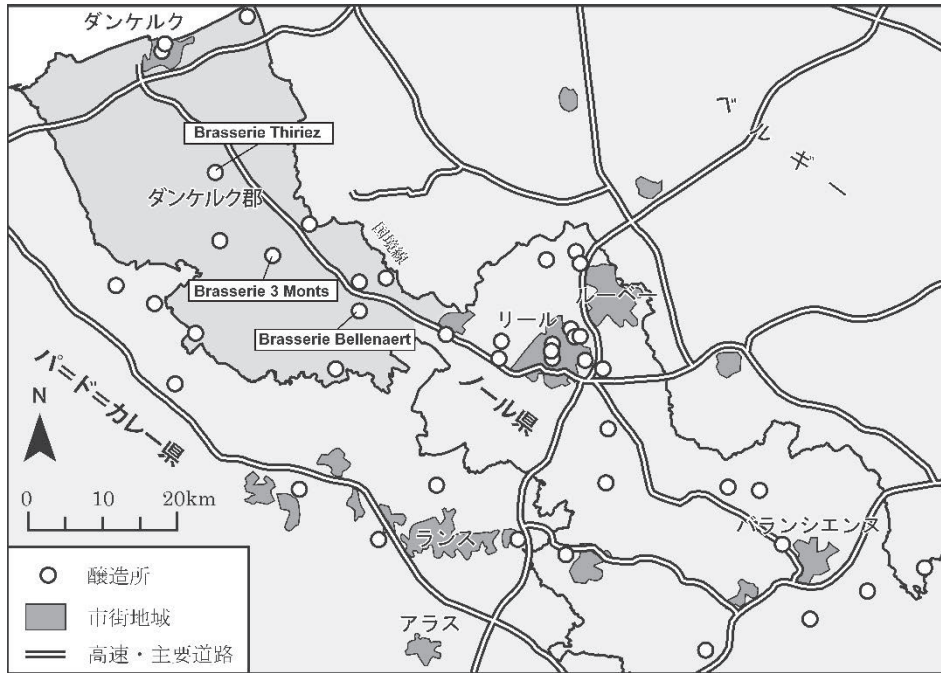 ダンケルク
ベルギー
Brasserie Thiriez
ダンケルク郡
国境線
Brasserie 3 Monts
ルーベー
リール
Brasserie Bellenaert
パ＝ド＝カレー県
ノール県
N
0 10 20km
バランシエンヌ
ランス
アラス
醸造所
市街地域
高速・主要道路